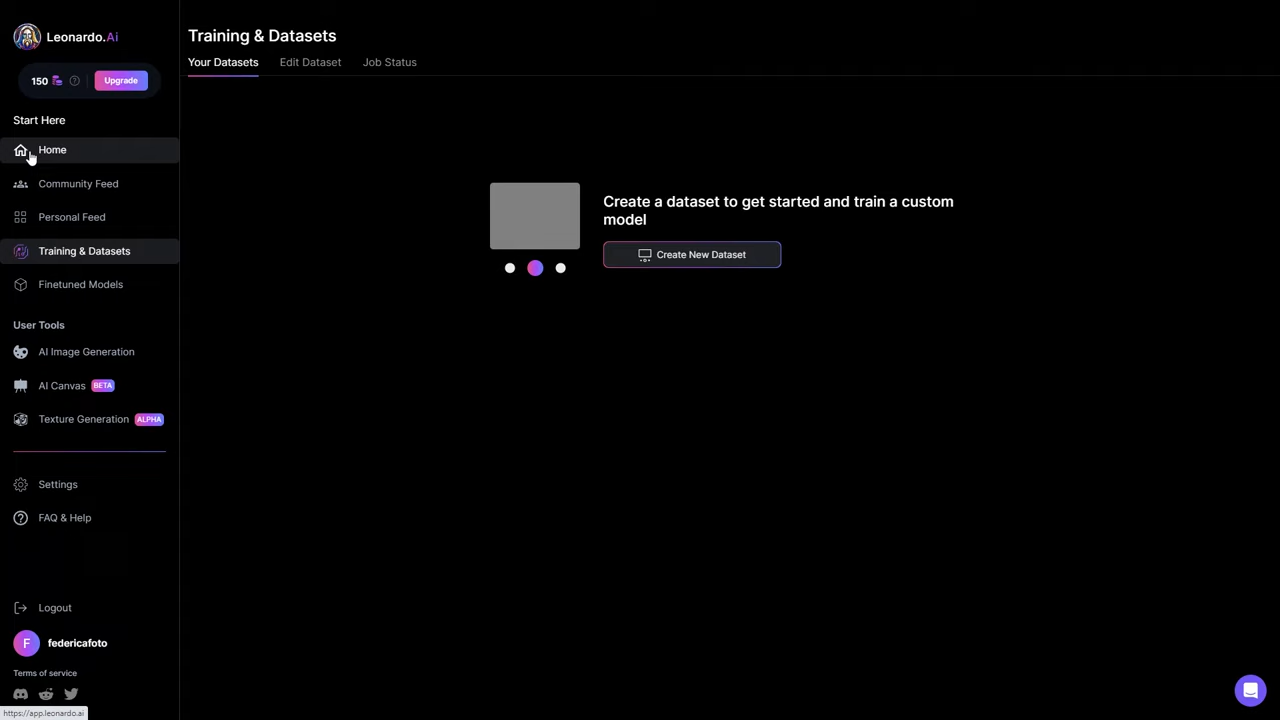 Leonardo.Ai
150
Upgrade
Start Here
Home
Community Feed
Personal Feed
Training & Datasets
Finetuned Models
User Tools
AI Image Generation
AI Canvas BETA
Texture Generation ALPHA
Settings
FAQ & Help
Logout
F federicafoto
Terms of service
https://app.leonardo.ai
Training & Datasets
Your Datasets Edit Dataset Job Status
Create a dataset to get started and train a custom
model
Create New Dataset